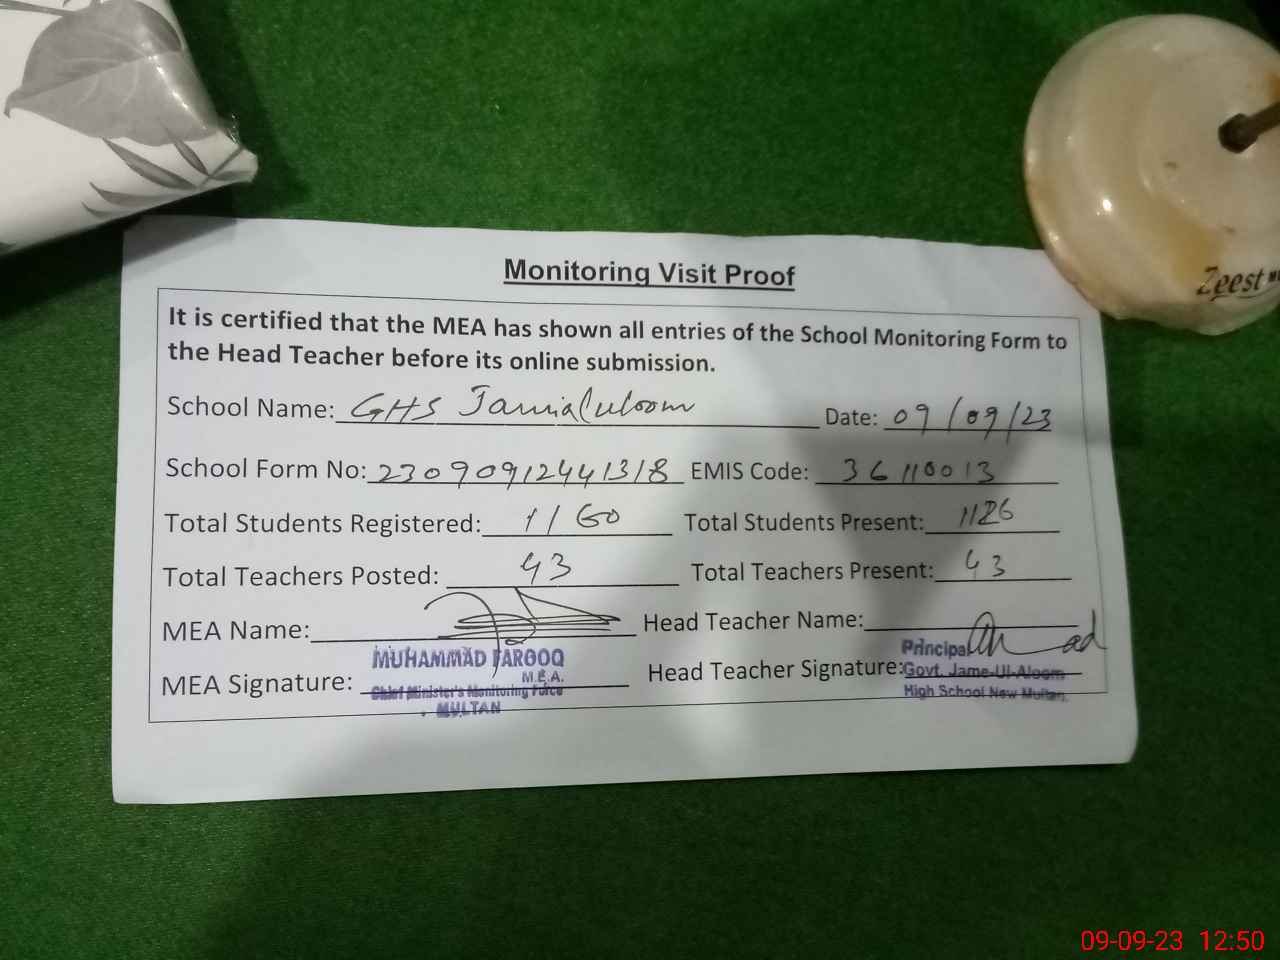 Zeest
Monitoring Visit Proof
It is certified that the MEA has shown all entries of the School Monitoring Form to
the Head Teacher before its online submission.
School Name: GHS Jamialuloom Date: 09/09/23
School Form No: 23090912441318 EMIS Code: 36110013
Total Students Registered: 1160 Total Students Present: 1126
Total Teachers Posted: 43 Total Teachers Present: 43
MEA Name: Head Teacher Name:
MUHAMMAD FAROOQ
M.E.A.
Chief Minister's Monitoring Force
MULTAN
MEA Signature: Head Teacher Signature:
Principal
Govt. Jame-Ul-Aloom
High School New Multan.
09-09-23 12:50